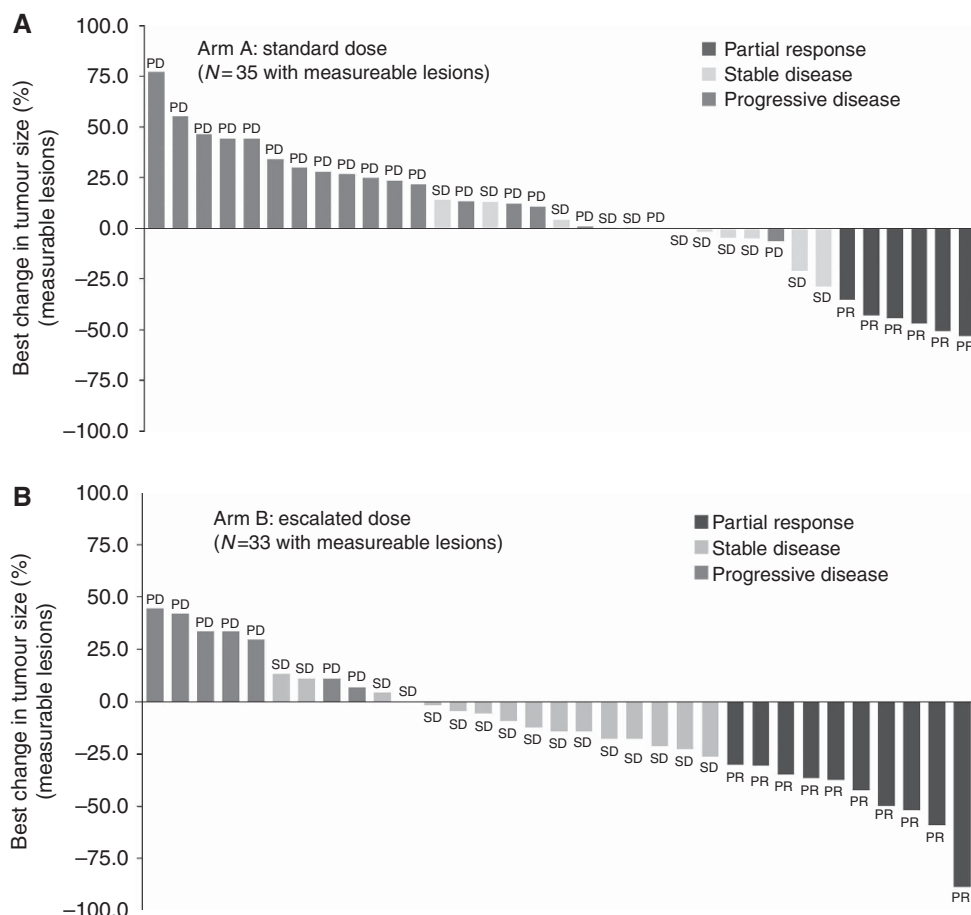 A
Best change in tumour size (%)
(measurable lesions)
100.0
75.0
50.0
25.0
0.0
−25.0
−50.0
−75.0
−100.0
Arm A: standard dose
(N=35 with measureable lesions)
Partial response
Stable disease
Progressive disease
PD PD PD PD PD PD PD PD PD PD PD PD SD PD SD PD PD SD PD SD SD PD
SD SD SD SD PD SD SD PR PR PR PR PR PR
B
Best change in tumour size (%)
(measurable lesions)
100.0
75.0
50.0
25.0
0.0
−25.0
−50.0
−75.0
−100.0
Arm B: escalated dose
(N=33 with measureable lesions)
Partial response
Stable disease
Progressive disease
PD PD PD PD PD SD SD PD PD SD SD
SD SD SD SD SD SD SD SD SD SD SD SD PR PR PR PR PR PR PR PR PR PR